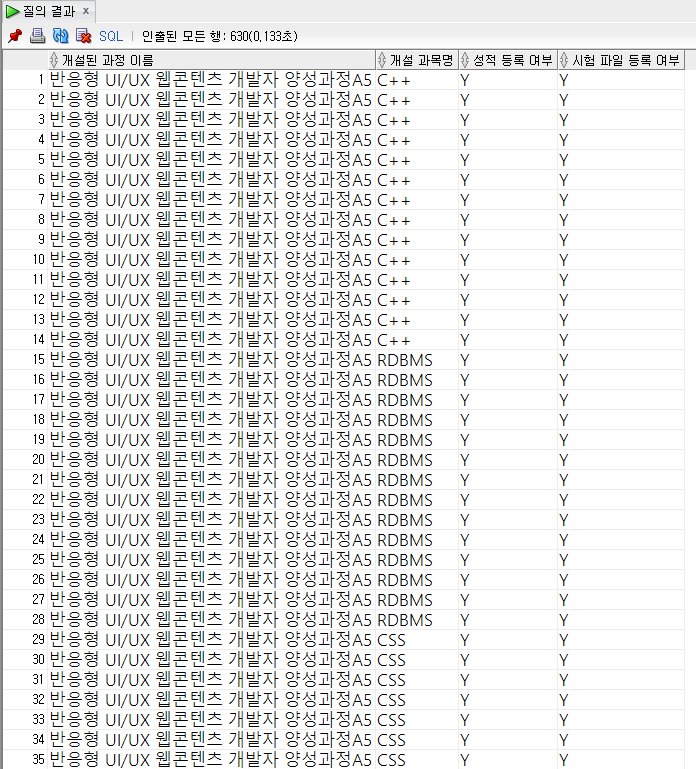 질의 결과 x
SQL | 인출된 모든 행: 630(0,133초)
개설된 과정 이름 개설 과목명 성적 등록 여부 시험 파일 등록 여부
1 반응형 UI/UX 웹콘텐츠 개발자 양성과정A5 C++ Y Y
2 반응형 UI/UX 웹콘텐츠 개발자 양성과정A5 C++ Y Y
3 반응형 UI/UX 웹콘텐츠 개발자 양성과정A5 C++ Y Y
4 반응형 UI/UX 웹콘텐츠 개발자 양성과정A5 C++ Y Y
5 반응형 UI/UX 웹콘텐츠 개발자 양성과정A5 C++ Y Y
6 반응형 UI/UX 웹콘텐츠 개발자 양성과정A5 C++ Y Y
7 반응형 UI/UX 웹콘텐츠 개발자 양성과정A5 C++ Y Y
8 반응형 UI/UX 웹콘텐츠 개발자 양성과정A5 C++ Y Y
9 반응형 UI/UX 웹콘텐츠 개발자 양성과정A5 C++ Y Y
10 반응형 UI/UX 웹콘텐츠 개발자 양성과정A5 C++ Y Y
11 반응형 UI/UX 웹콘텐츠 개발자 양성과정A5 C++ Y Y
12 반응형 UI/UX 웹콘텐츠 개발자 양성과정A5 C++ Y Y
13 반응형 UI/UX 웹콘텐츠 개발자 양성과정A5 C++ Y Y
14 반응형 UI/UX 웹콘텐츠 개발자 양성과정A5 C++ Y Y
15 반응형 UI/UX 웹콘텐츠 개발자 양성과정A5 RDBMS Y Y
16 반응형 UI/UX 웹콘텐츠 개발자 양성과정A5 RDBMS Y Y
17 반응형 UI/UX 웹콘텐츠 개발자 양성과정A5 RDBMS Y Y
18 반응형 UI/UX 웹콘텐츠 개발자 양성과정A5 RDBMS Y Y
19 반응형 UI/UX 웹콘텐츠 개발자 양성과정A5 RDBMS Y Y
20 반응형 UI/UX 웹콘텐츠 개발자 양성과정A5 RDBMS Y Y
21 반응형 UI/UX 웹콘텐츠 개발자 양성과정A5 RDBMS Y Y
22 반응형 UI/UX 웹콘텐츠 개발자 양성과정A5 RDBMS Y Y
23 반응형 UI/UX 웹콘텐츠 개발자 양성과정A5 RDBMS Y Y
24 반응형 UI/UX 웹콘텐츠 개발자 양성과정A5 RDBMS Y Y
25 반응형 UI/UX 웹콘텐츠 개발자 양성과정A5 RDBMS Y Y
26 반응형 UI/UX 웹콘텐츠 개발자 양성과정A5 RDBMS Y Y
27 반응형 UI/UX 웹콘텐츠 개발자 양성과정A5 RDBMS Y Y
28 반응형 UI/UX 웹콘텐츠 개발자 양성과정A5 RDBMS Y Y
29 반응형 UI/UX 웹콘텐츠 개발자 양성과정A5 CSS Y Y
30 반응형 UI/UX 웹콘텐츠 개발자 양성과정A5 CSS Y Y
31 반응형 UI/UX 웹콘텐츠 개발자 양성과정A5 CSS Y Y
32 반응형 UI/UX 웹콘텐츠 개발자 양성과정A5 CSS Y Y
33 반응형 UI/UX 웹콘텐츠 개발자 양성과정A5 CSS Y Y
34 반응형 UI/UX 웹콘텐츠 개발자 양성과정A5 CSS Y Y
35 반응형 UI/UX 웹콘텐츠 개발자 양성과정A5 CSS Y Y